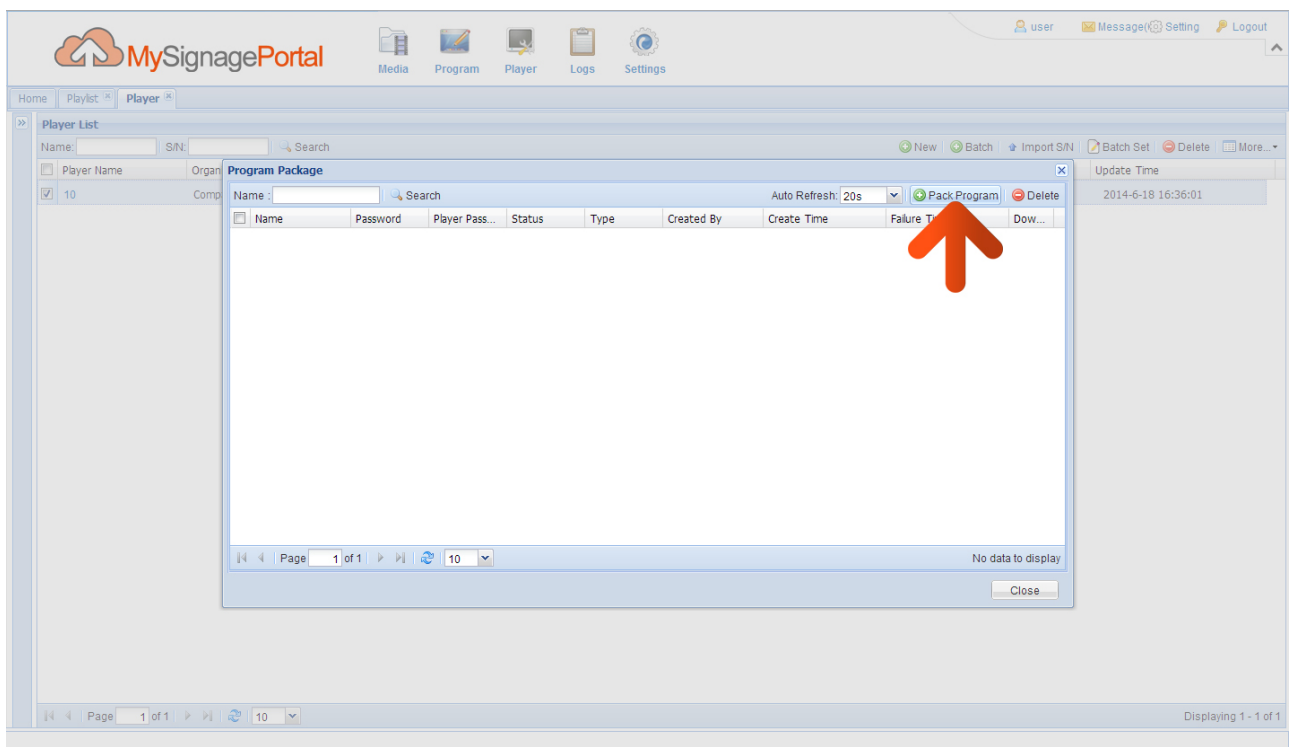 user Message( Setting Logout
MySignagePortal
Media Program Player Logs Settings
Home Playlist Player
Player List
Name: S/N: Search New Batch Import S/N Batch Set Delete More...
Player Name Organ Update Time
10 Comp 2014-6-18 16:36:01
Program Package
Name : Search Auto Refresh: 20s Pack Program Delete
Name Password Player Pass... Status Type Created By Create Time Failure Dow...
Page 1 of 1 10 No data to display
Close
Page 1 of 1 10 Displaying 1 - 1 of 1